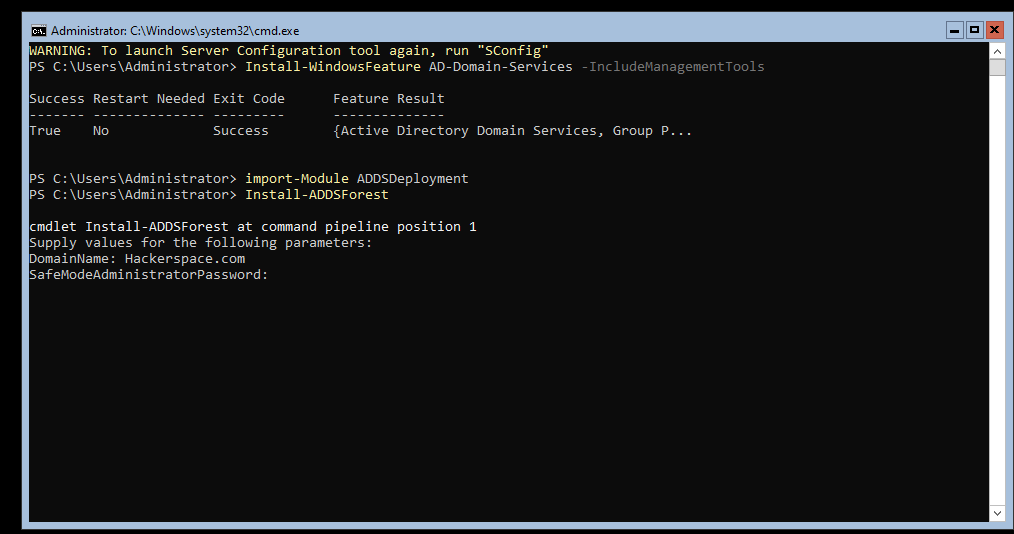 Administrator: C:\Windows\system32\cmd.exe
WARNING: To launch Server Configuration tool again, run "SConfig"
PS C:\Users\Administrator> Install-WindowsFeature AD-Domain-Services -IncludeManagementTools
Success Restart Needed Exit Code      Feature Result
------- -------------- ---------      --------------
True    No             Success        {Active Directory Domain Services, Group P...
PS C:\Users\Administrator> import-Module ADDSDeployment
PS C:\Users\Administrator> Install-ADDSForest
cmdlet Install-ADDSForest at command pipeline position 1
Supply values for the following parameters:
DomainName: Hackerspace.com
SafeModeAdministratorPassword: